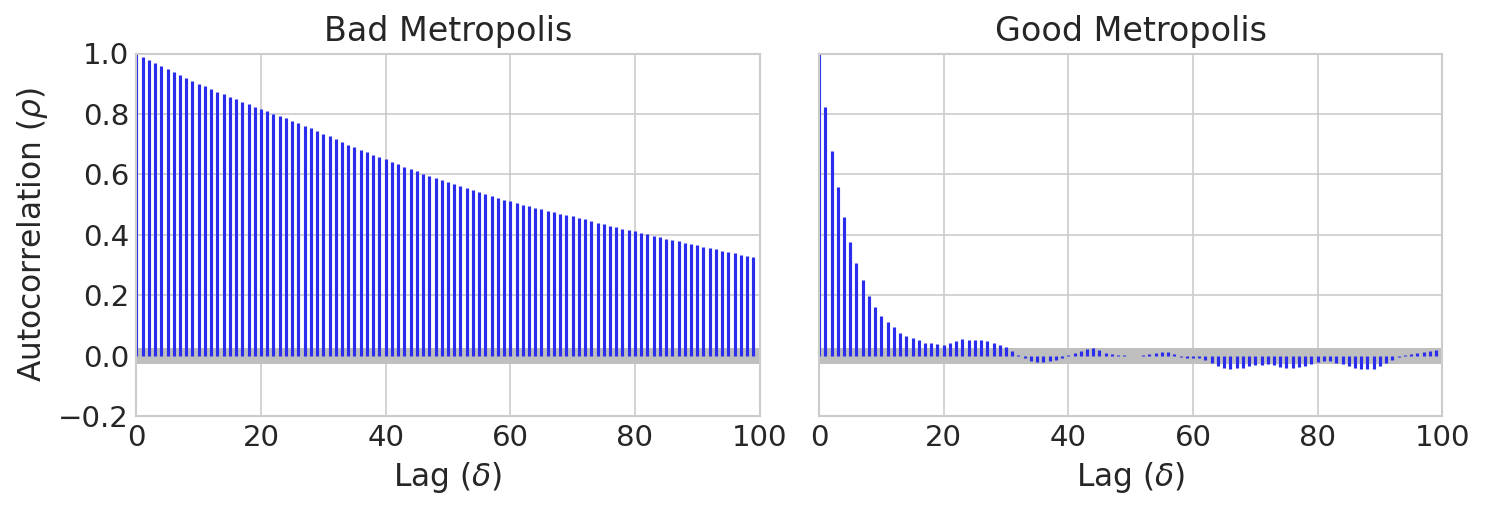 Bad Metropolis
Good Metropolis
Autocorrelation (ρ)
1.0
0.8
0.6
0.4
0.2
0.0
−0.2
0 20 40 60 80 100
0 20 40 60 80 100
Lag (δ)
Lag (δ)